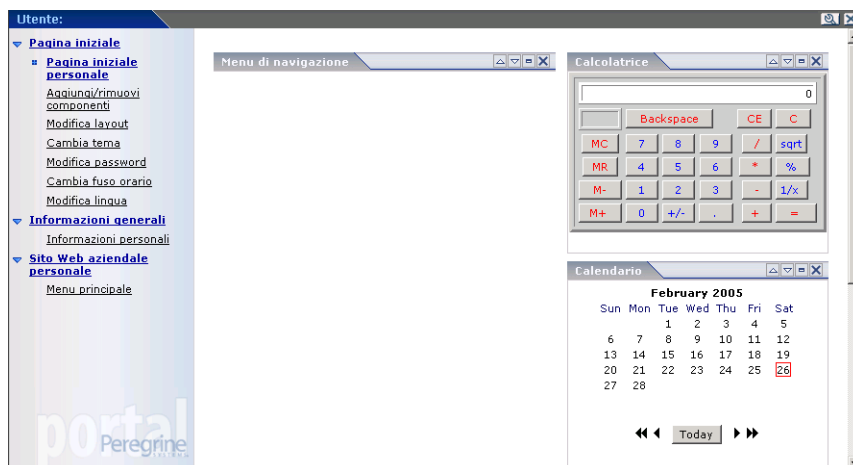 Utente:
Pagina iniziale
Pagina iniziale
personale
Aggiungi/rimuovi
componenti
Modifica layout
Cambia tema
Modifica password
Cambia fuso orario
Modifica lingua
Informazioni generali
Informazioni personali
Sito Web aziendale
personale
Menu principale
portal
Peregrine
SYSTEMS
Menu di navigazione
Calcolatrice
0
Backspace CE C
MC 7 8 9 / sqrt
MR 4 5 6 * %
M- 1 2 3 - 1/x
M+ 0 +/- . + =
Calendario
February 2005
Sun Mon Tue Wed Thu Fri Sat
1 2 3 4 5
6 7 8 9 10 11 12
13 14 15 16 17 18 19
20 21 22 23 24 25 26
27 28
Today